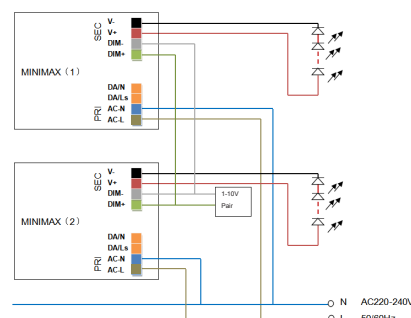 SEC
V-
V+
DIM-
DIM+
MINIMAX（1）
PRI
DA/N
DA/Ls
AC-N
AC-L
SEC
V-
V+
DIM-
DIM+
1-10V
Pair
MINIMAX（2）
PRI
DA/N
DA/Ls
AC-N
AC-L
N AC220-240V
L 50/60Hz